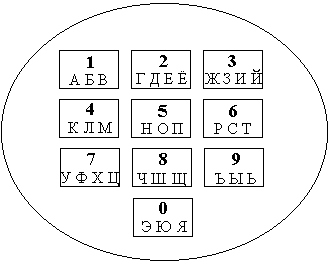 1 2 3
А Б В Г Д Е Ё Ж З И Й
4 5 6
К Л М Н О П Р С Т
7 8 9
У Ф Х Ц Ч Ш Щ Ъ Ы Ь
0
Э Ю Я